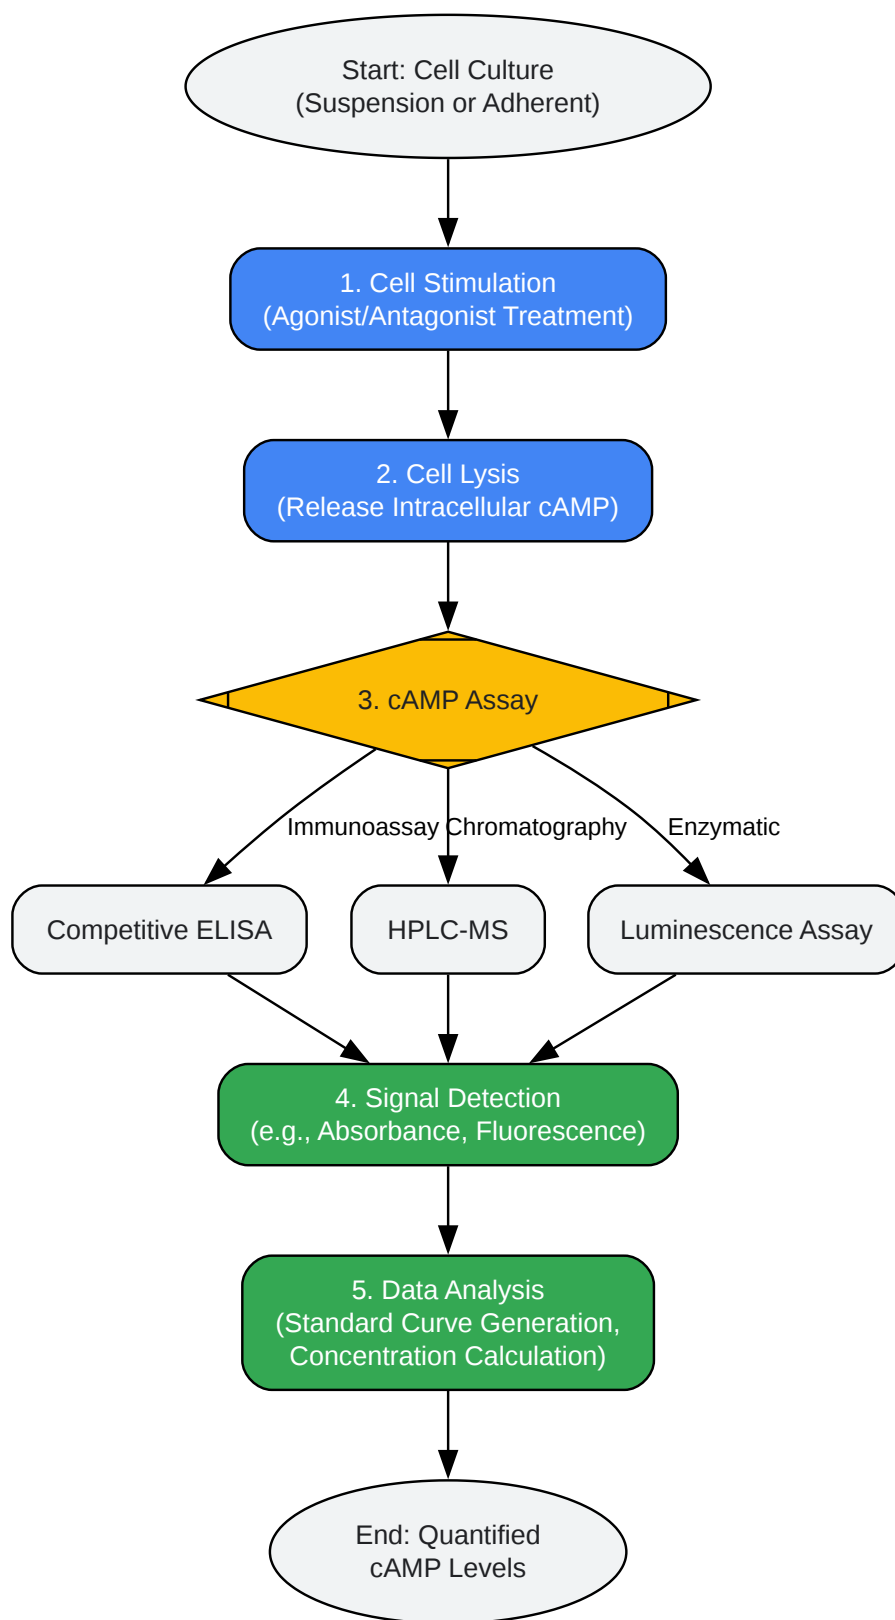 Start: Cell Culture
(Suspension or Adherent)
1. Cell Stimulation
(Agonist/Antagonist Treatment)
2. Cell Lysis
(Release Intracellular cAMP)
3. cAMP Assay
Immunoassay
Chromatography
Enzymatic
Competitive ELISA
HPLC-MS
Luminescence Assay
4. Signal Detection
(e.g., Absorbance, Fluorescence)
5. Data Analysis
(Standard Curve Generation,
Concentration Calculation)
End: Quantified
cAMP Levels